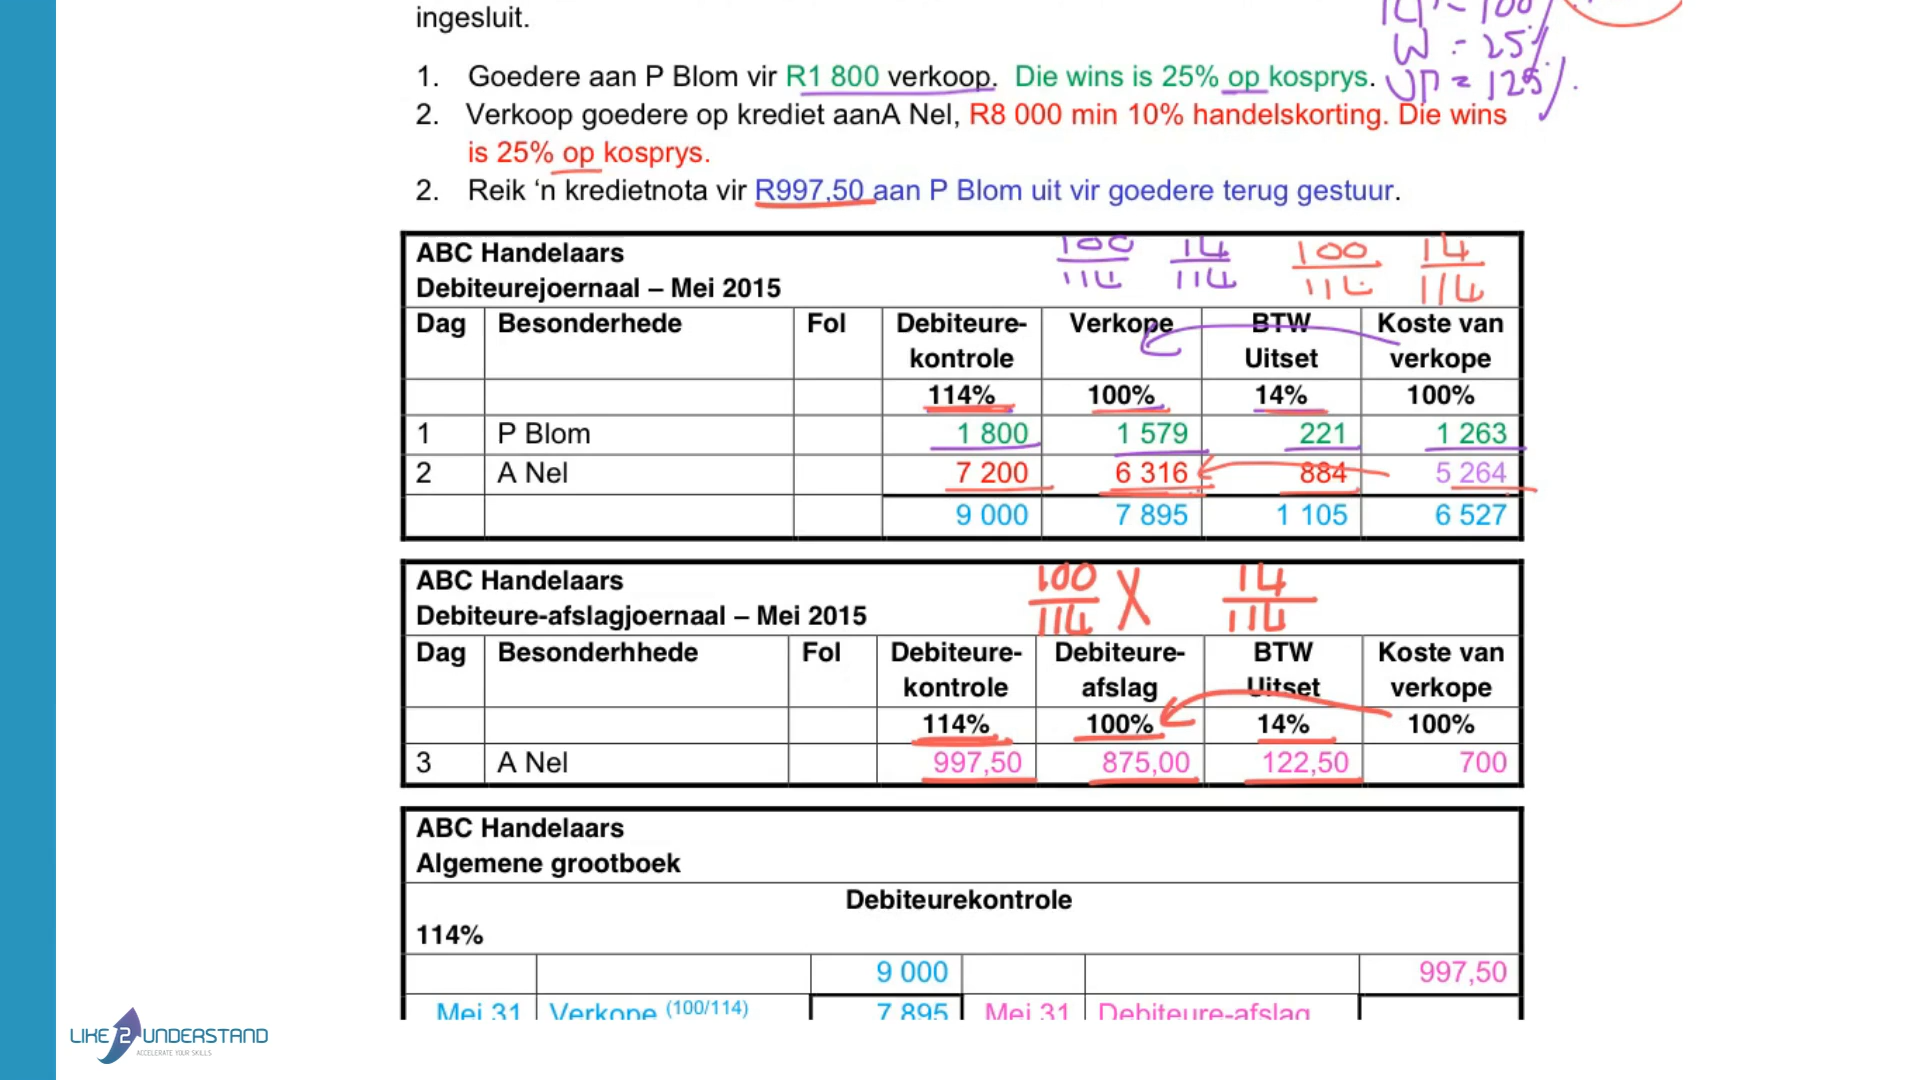 ingesluit.
KP = 100%
W = 25%
VP = 125%.
1. Goedere aan P Blom vir R1 800 verkoop. Die wins is 25% op kosprys.
2. Verkoop goedere op krediet aanA Nel, R8 000 min 10% handelskorting. Die wins
is 25% op kosprys.
2. Reik ‘n kredietnota vir R997,50 aan P Blom uit vir goedere terug gestuur.
ABC Handelaars 100/114 14/114 100/114 14/114
Debiteurejoernaal – Mei 2015
Dag Besonderhede Fol Debiteure- Verkope BTW Koste van
kontrole Uitset verkope
114% 100% 14% 100%
1 P Blom 1 800 1 579 221 1 263
2 A Nel 7 200 6 316 884 5 264
9 000 7 895 1 105 6 527
ABC Handelaars 100/114 X 14/114
Debiteure-afslagjoernaal – Mei 2015
Dag Besonderhhede Fol Debiteure- Debiteure- BTW Koste van
kontrole afslag Uitset verkope
114% 100% 14% 100%
3 A Nel 997,50 875,00 122,50 700
ABC Handelaars
Algemene grootboek
Debiteurekontrole
114%
9 000 997,50
Mei 31 Verkope (100/114) 7 895 Mei 31 Debiteure-afslag
LIKE 2 UNDERSTAND
ACCELERATE YOUR SKILLS